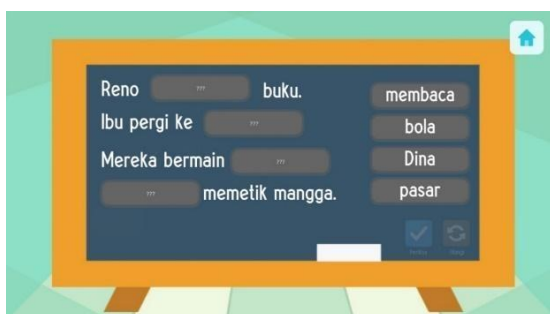 Reno ??? buku.
Ibu pergi ke ???
Mereka bermain ???
??? memetik mangga.
membaca
bola
Dina
pasar